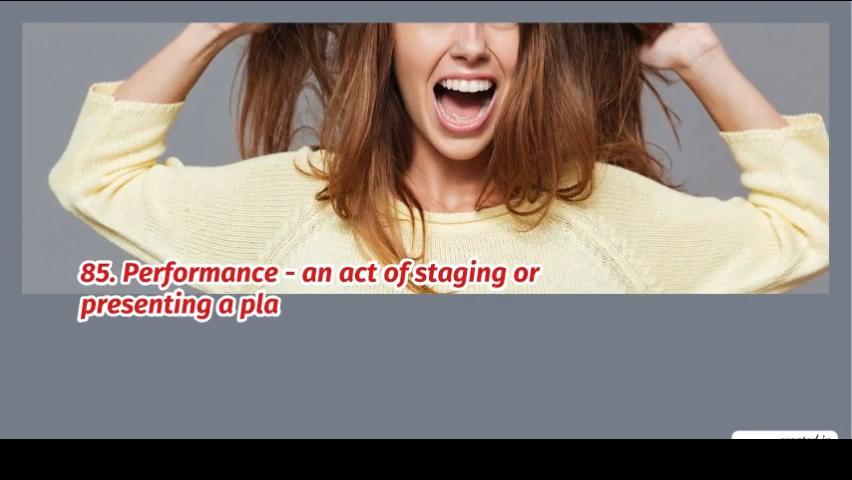 85. Performance - an act of staging or
presenting a pla